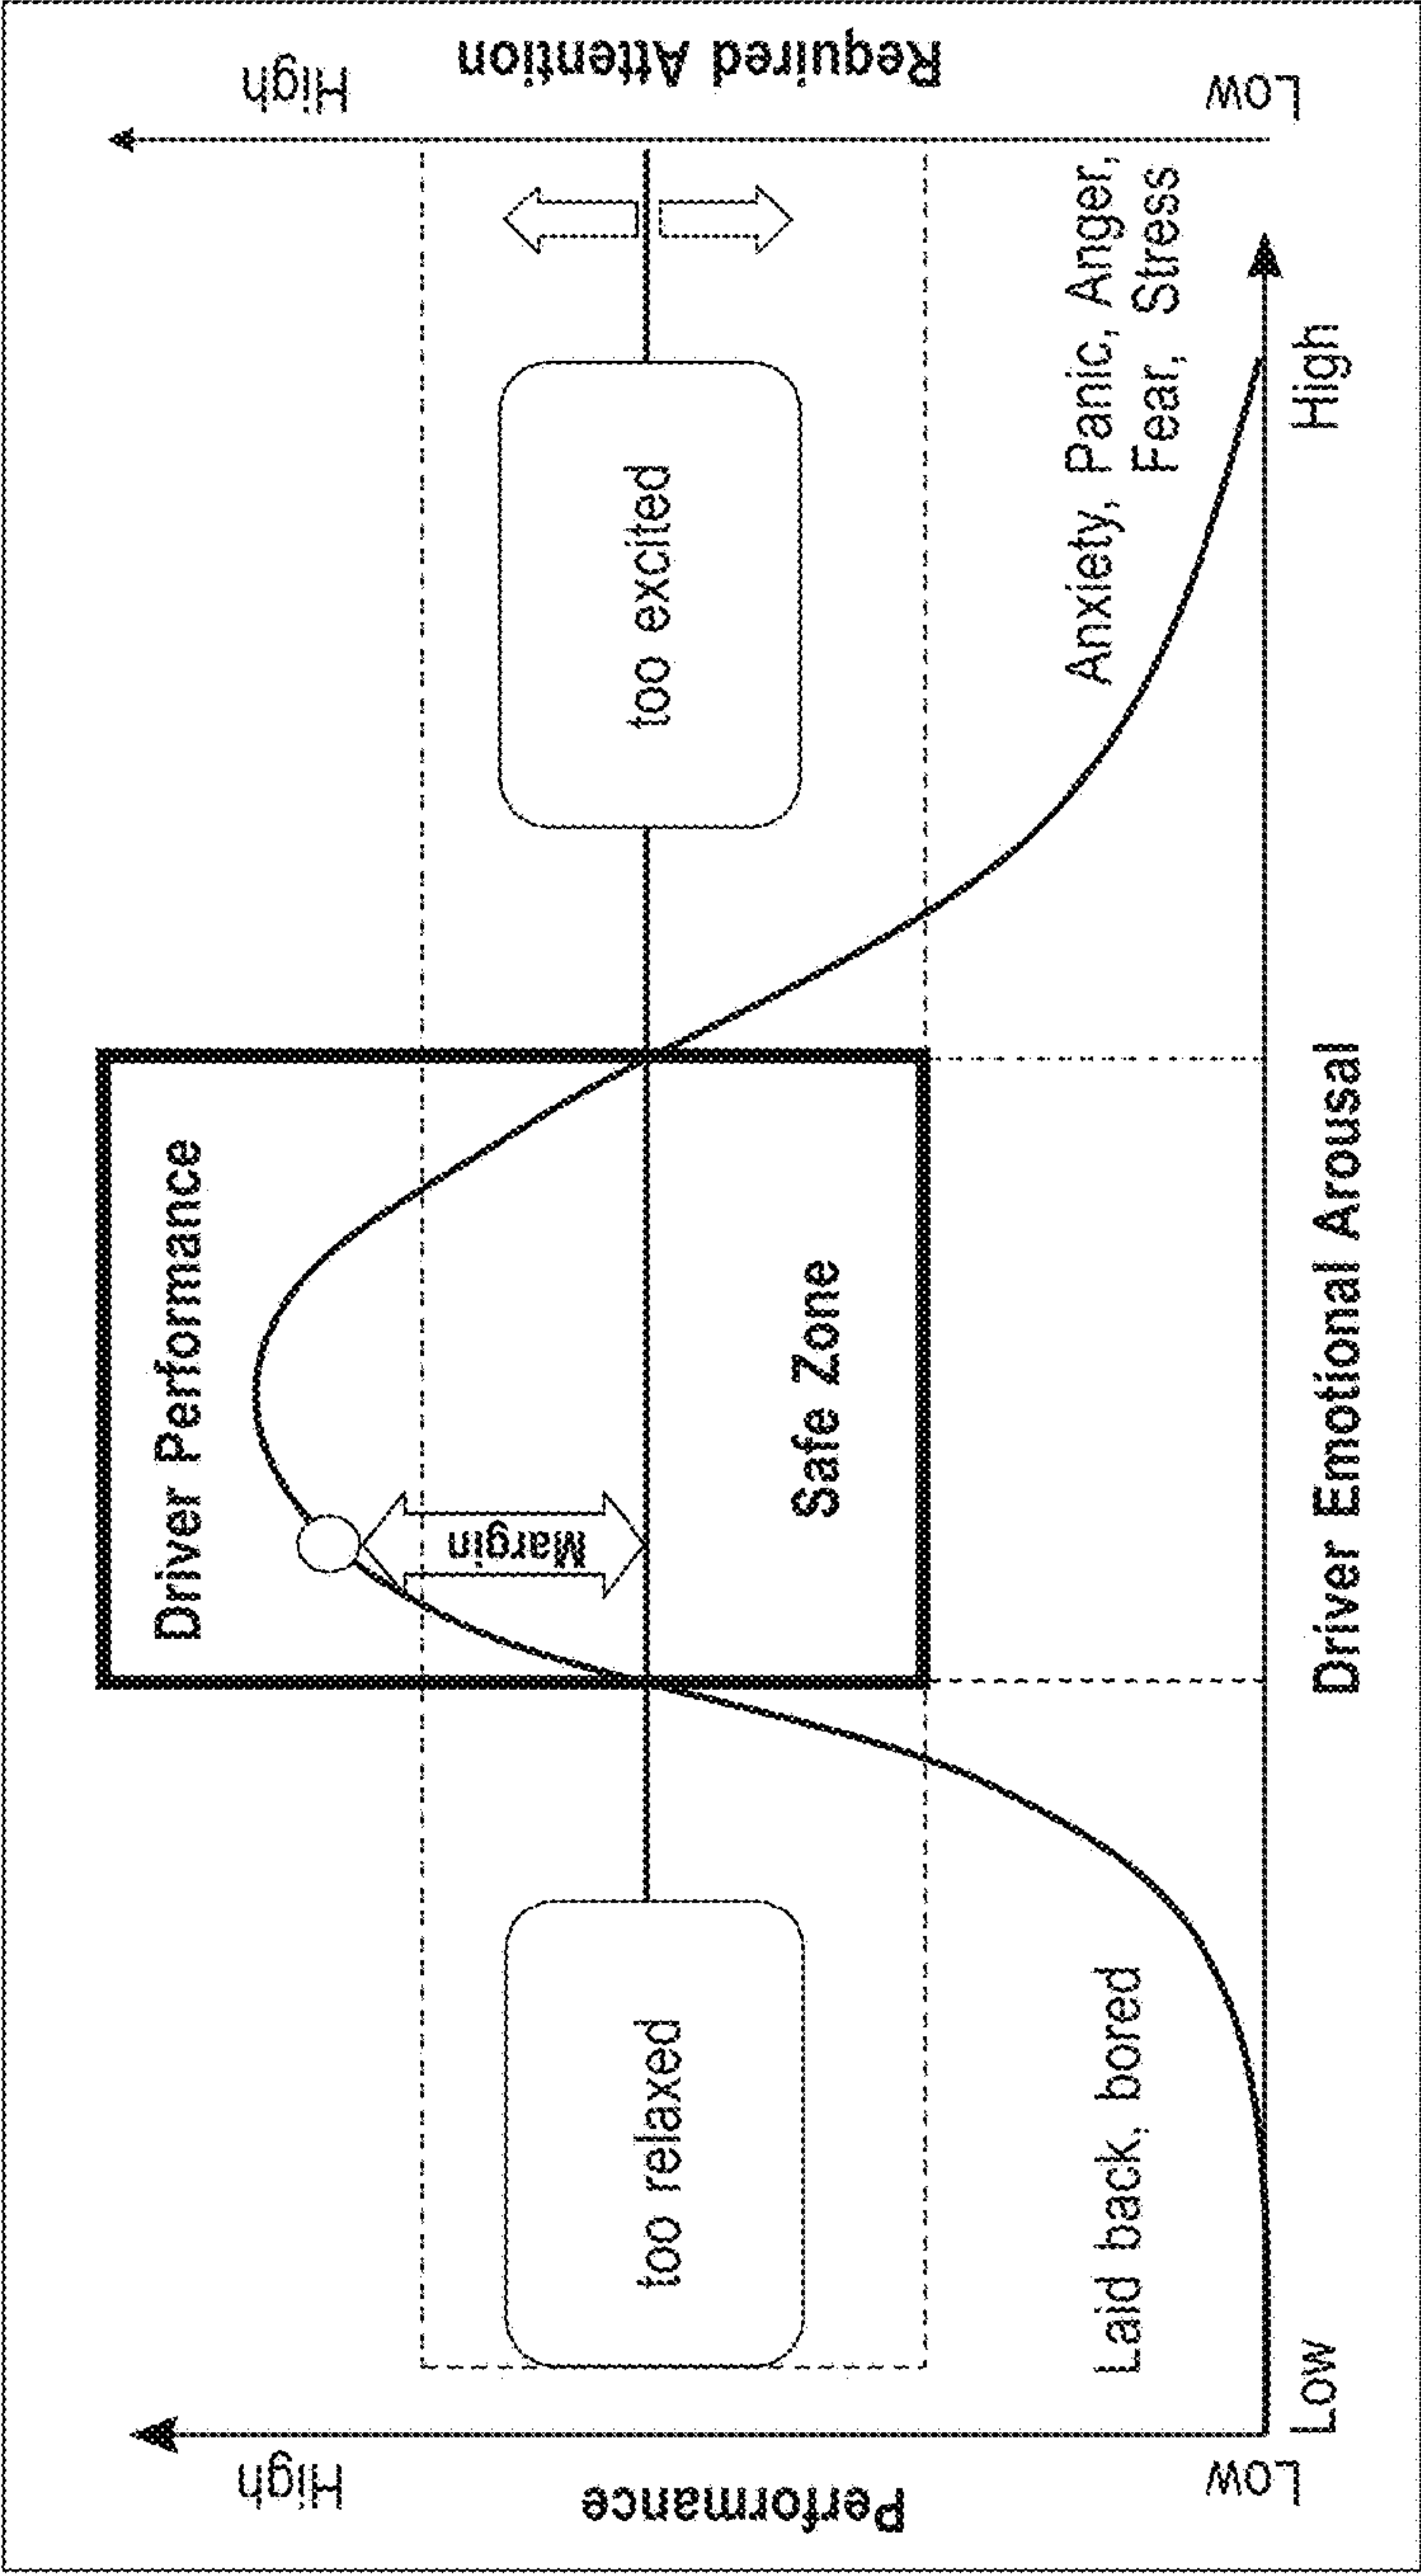 Driver Performance
High
High
Performance
Margin
too relaxed
too excited
Required Attention
Safe Zone
Laid back, bored
Anxiety, Panic, Anger,
Fear, Stress
Low
Low
Low
High
Driver Emotional Arousal